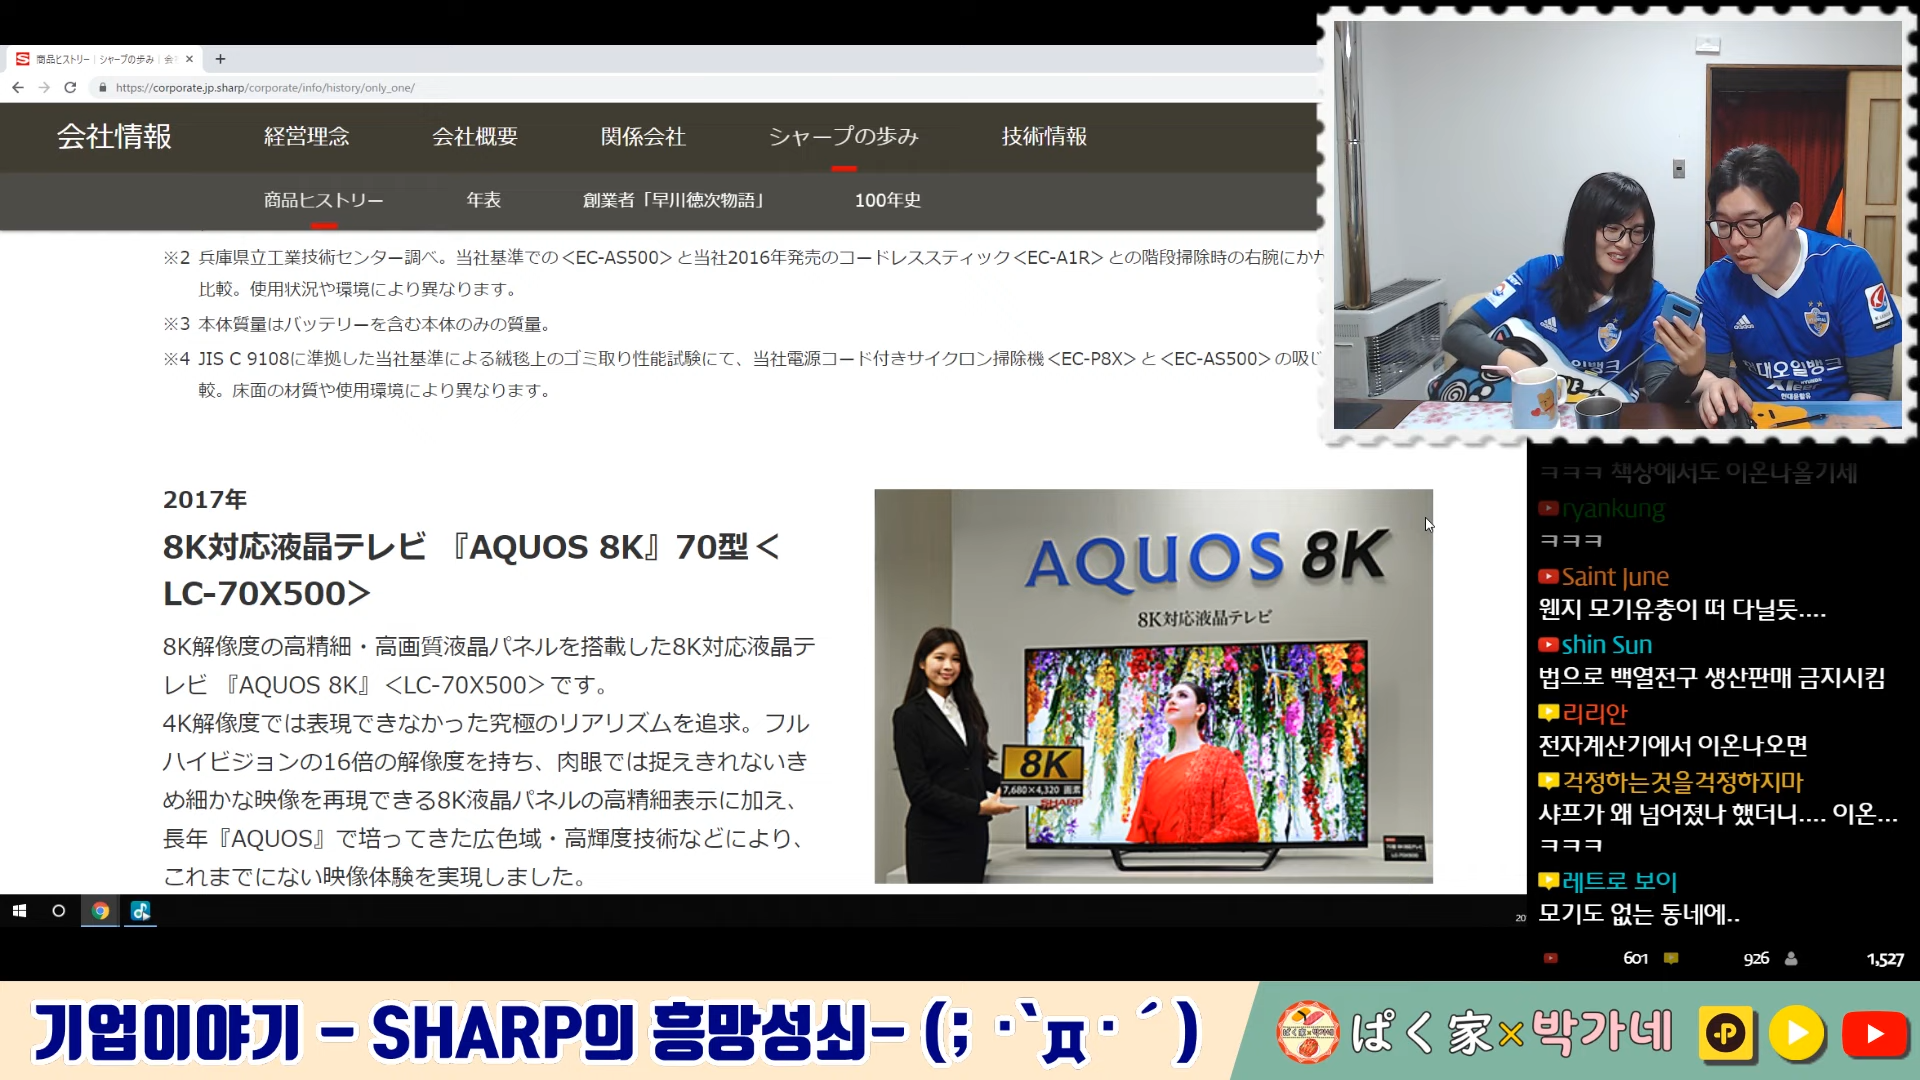 商品ヒストリー | シャープの歩み | 会
https://corporate.jp.sharp/corporate/info/history/only_one/
会社情報
経営理念
会社概要
関係会社
シャープの歩み
技術情報
商品ヒストリー
年表
創業者「早川徳次物語」
100年史
※2 兵庫県立工業技術センター調べ。当社基準での＜EC-AS500＞と当社2016年発売のコードレススティック＜EC-A1R＞との階段掃除時の右腕にか
比較。使用状況や環境により異なります。
※3 本体質量はバッテリーを含む本体のみの質量。
※4 JIS C 9108に準拠した当社基準による絨毯上のゴミ取り性能試験にて、当社電源コード付きサイクロン掃除機＜EC-P8X＞と＜EC-AS500＞の吸じ
較。床面の材質や使用環境により異なります。
2017年
8K対応液晶テレビ 『AQUOS 8K』70型＜
LC-70X500＞
8K解像度の高精細・高画質液晶パネルを搭載した8K対応液晶テ
レビ 『AQUOS 8K』＜LC-70X500＞です。
4K解像度では表現できなかった究極のリアリズムを追求。フル
ハイビジョンの16倍の解像度を持ち、肉眼では捉えきれないき
め細かな映像を再現できる8K液晶パネルの高精細表示に加え、
長年『AQUOS』で培ってきた広色域・高輝度技術などにより、
これまでにない映像体験を実現しました。
AQUOS 8K
8K対応液晶テレビ
8K
7,680×4,320 画素
SHARP
20
현대오일뱅크
XTeer
adidas
ㅋㅋㅋ 책상에서도 이온나올기세
ryankung
ㅋㅋㅋ
Saint June
웬지 모기유충이 떠 다닐듯....
shin Sun
법으로 백열전구 생산판매 금지시킴
리리안
전자계산기에서 이온나오면
걱정하는것을걱정하지마
샤프가 왜 넘어졌나 했더니.... 이온...
ㅋㅋㅋ
레트로 보이
모기도 없는 동네에..
601
926
1,527
기업이야기 - SHARP의 흥망성쇠- (; ･`д･´)
ぱく家×박가네